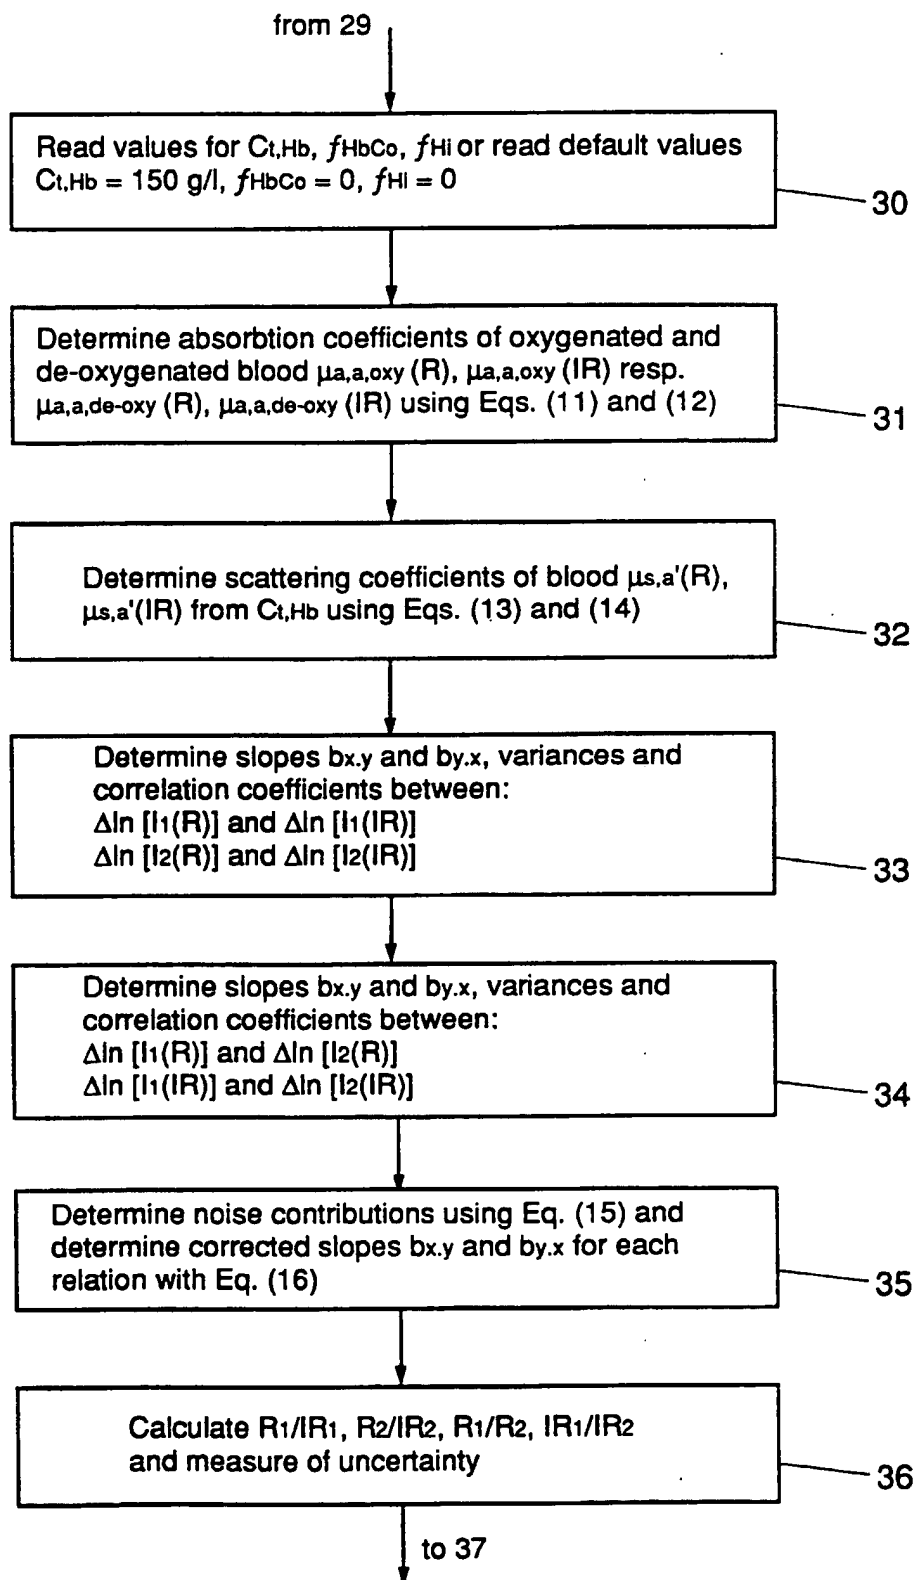 from 29
Read values for Ct,Hb, fHbCo, fHi or read default values
Ct,Hb = 150 g/l, fHbCo = 0, fHi = 0
30
Determine absorbtion coefficients of oxygenated and
de-oxygenated blood μa,a,oxy (R), μa,a,oxy (IR) resp.
μa,a,de-oxy (R), μa,a,de-oxy (IR) using Eqs. (11) and (12)
31
Determine scattering coefficients of blood μs,a'(R),
μs,a'(IR) from Ct,Hb using Eqs. (13) and (14)
32
Determine slopes bx.y and by.x, variances and
correlation coefficients between:
Δln [I1(R)] and Δln [I1(IR)]
Δln [I2(R)] and Δln [I2(IR)]
33
Determine slopes bx.y and by.x, variances and
correlation coefficients between:
Δln [I1(R)] and Δln [I2(R)]
Δln [I1(IR)] and Δln [I2(IR)]
34
Determine noise contributions using Eq. (15) and
determine corrected slopes bx.y and by.x for each
relation with Eq. (16)
35
Calculate R1/IR1, R2/IR2, R1/R2, IR1/IR2
and measure of uncertainty
36
to 37